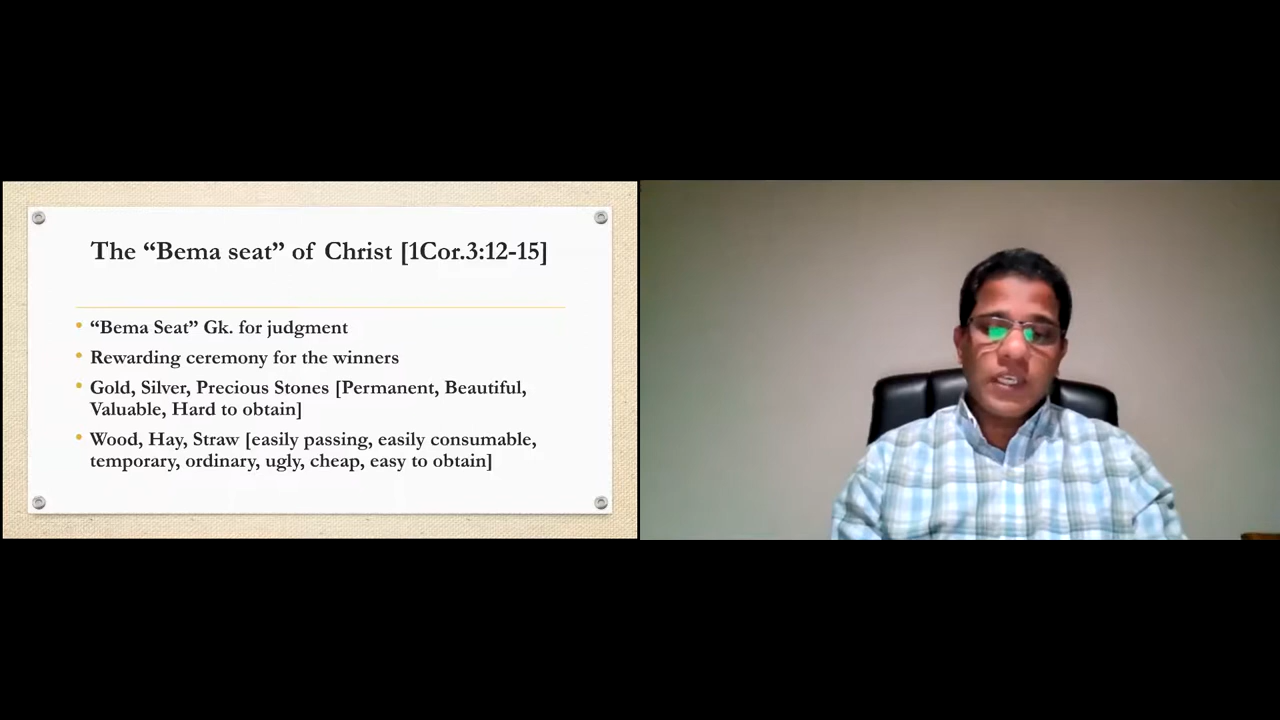 The “Bema seat” of Christ [1Cor.3:12-15]
“Bema Seat” Gk. for judgment
Rewarding ceremony for the winners
Gold, Silver, Precious Stones [Permanent, Beautiful,
Valuable, Hard to obtain]
Wood, Hay, Straw [easily passing, easily consumable,
temporary, ordinary, ugly, cheap, easy to obtain]